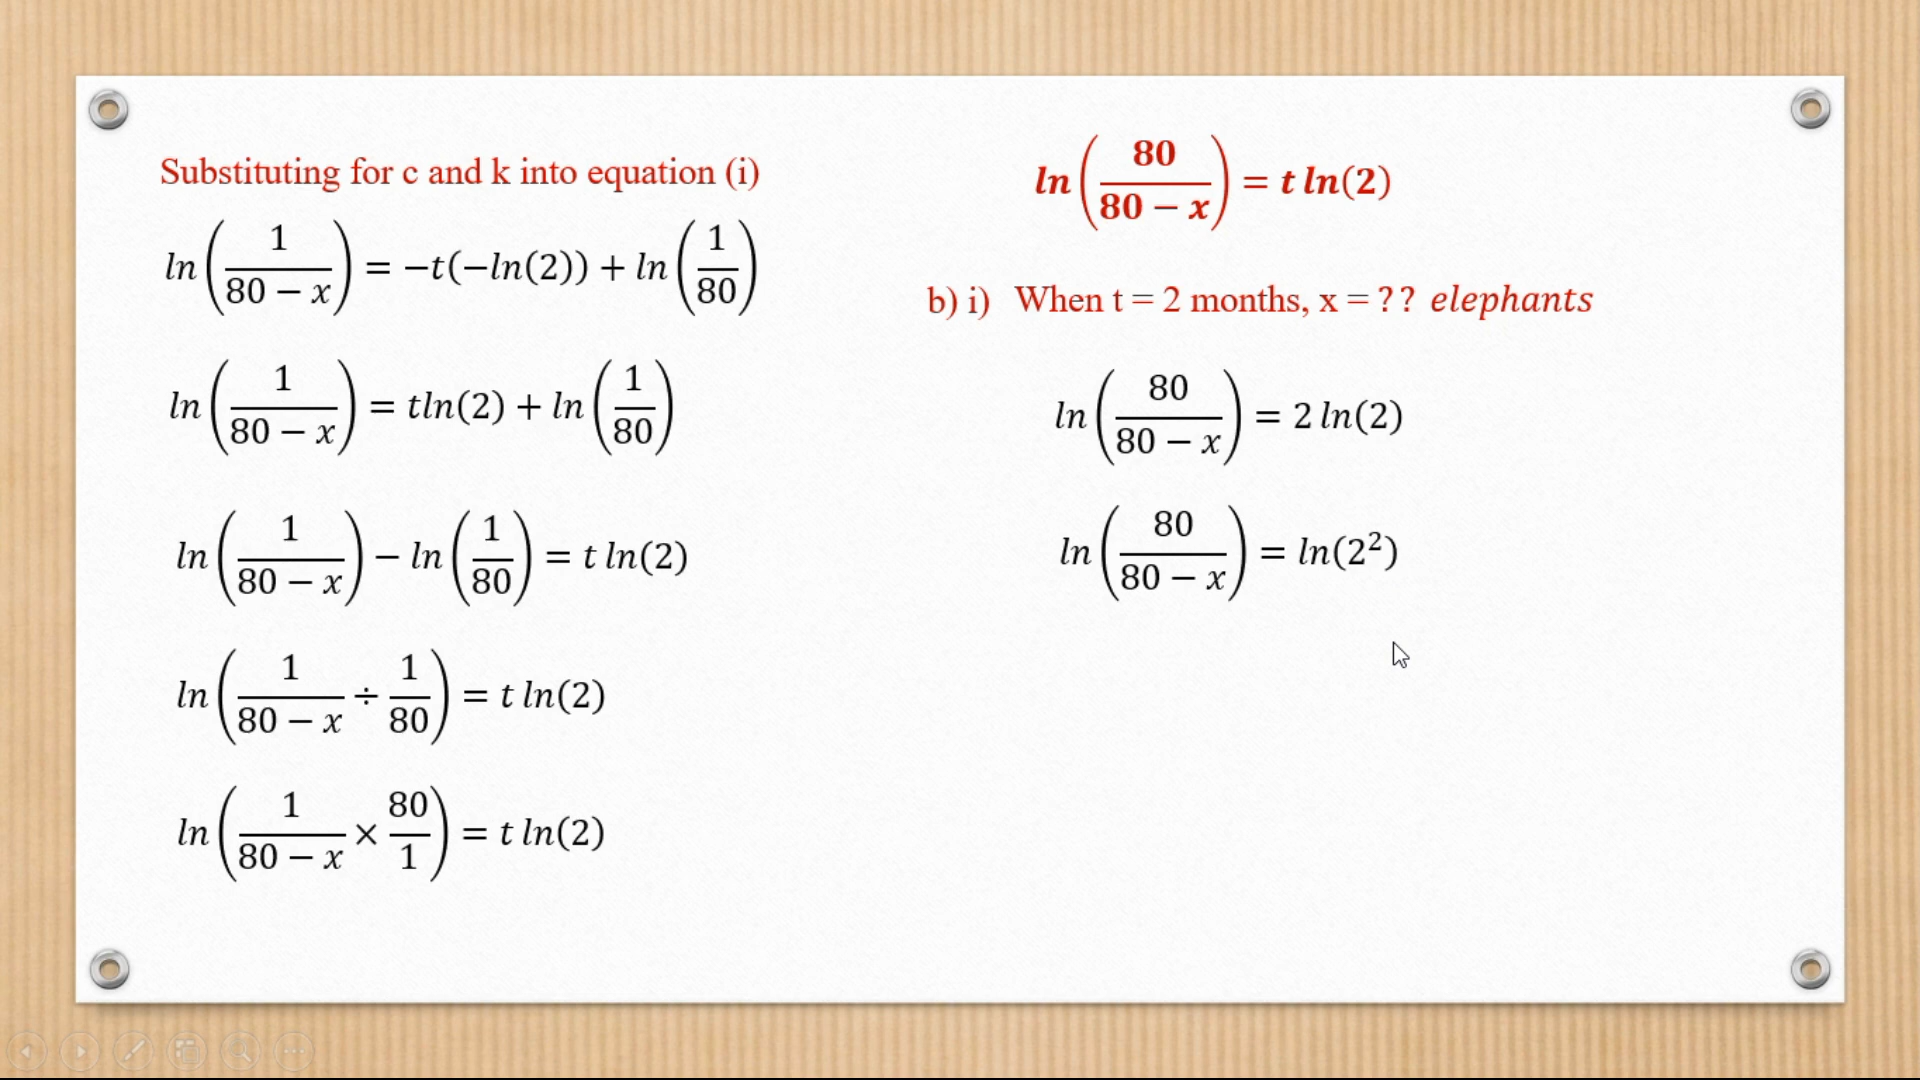 Substituting for c and k into equation (i)
ln(1/(80 − x)) = −t(−ln(2)) + ln(1/80)
ln(1/(80 − x)) = tln(2) + ln(1/80)
ln(1/(80 − x)) − ln(1/80) = t ln(2)
ln(1/(80 − x) ÷ 1/80) = t ln(2)
ln(1/(80 − x) × 80/1) = t ln(2)
ln(80/(80 − x)) = t ln(2)
b) i) When t = 2 months, x = ?? elephants
ln(80/(80 − x)) = 2 ln(2)
ln(80/(80 − x)) = ln(2²)